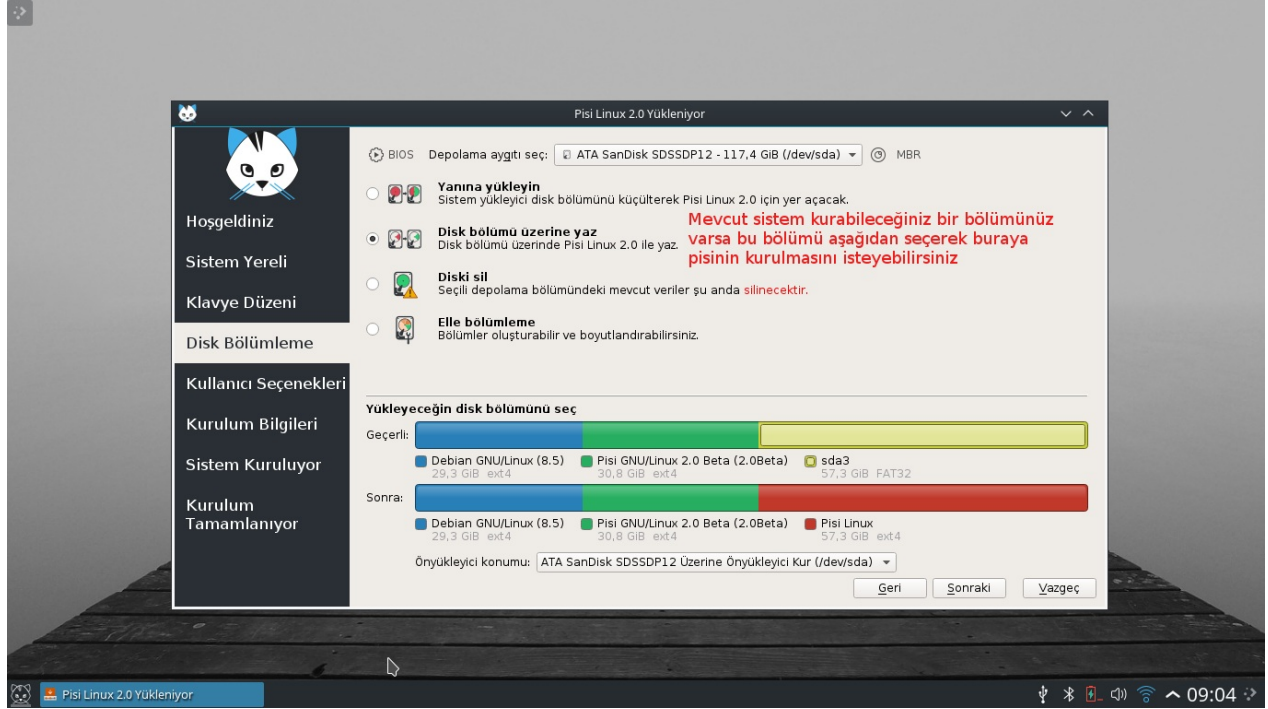 Pisi Linux 2.0 Yükleniyor
BIOS Depolama aygıtı seç: ATA SanDisk SDSSDP12 - 117,4 GiB (/dev/sda) MBR
Yanına yükleyin
Sistem yükleyici disk bölümünü küçülterek Pisi Linux 2.0 için yer açacak.
Disk bölümü üzerine yaz
Disk bölümü üzerinde Pisi Linux 2.0 ile yaz.
Mevcut sistem kurabileceğiniz bir bölümünüz
varsa bu bölümü aşağıdan seçerek buraya
pisinin kurulmasını isteyebilirsiniz
Diski sil
Seçili depolama bölümündeki mevcut veriler şu anda silinecektir.
Elle bölümleme
Bölümler oluşturabilir ve boyutlandırabilirsiniz.
Hoşgeldiniz
Sistem Yereli
Klavye Düzeni
Disk Bölümleme
Kullanıcı Seçenekleri
Kurulum Bilgileri
Sistem Kuruluyor
Kurulum
Tamamlanıyor
Yükleyeceğin disk bölümünü seç
Geçerli:
Debian GNU/Linux (8.5) Pisi GNU/Linux 2.0 Beta (2.0Beta) sda3
29,3 GiB ext4 30,8 GiB ext4 57,3 GiB FAT32
Sonra:
Debian GNU/Linux (8.5) Pisi GNU/Linux 2.0 Beta (2.0Beta) Pisi Linux
29,3 GiB ext4 30,8 GiB ext4 57,3 GiB ext4
Önyükleyici konumu: ATA SanDisk SDSSDP12 Üzerine Önyükleyici Kur (/dev/sda)
Geri Sonraki Vazgeç
Pisi Linux 2.0 Yükleniyor
09:04